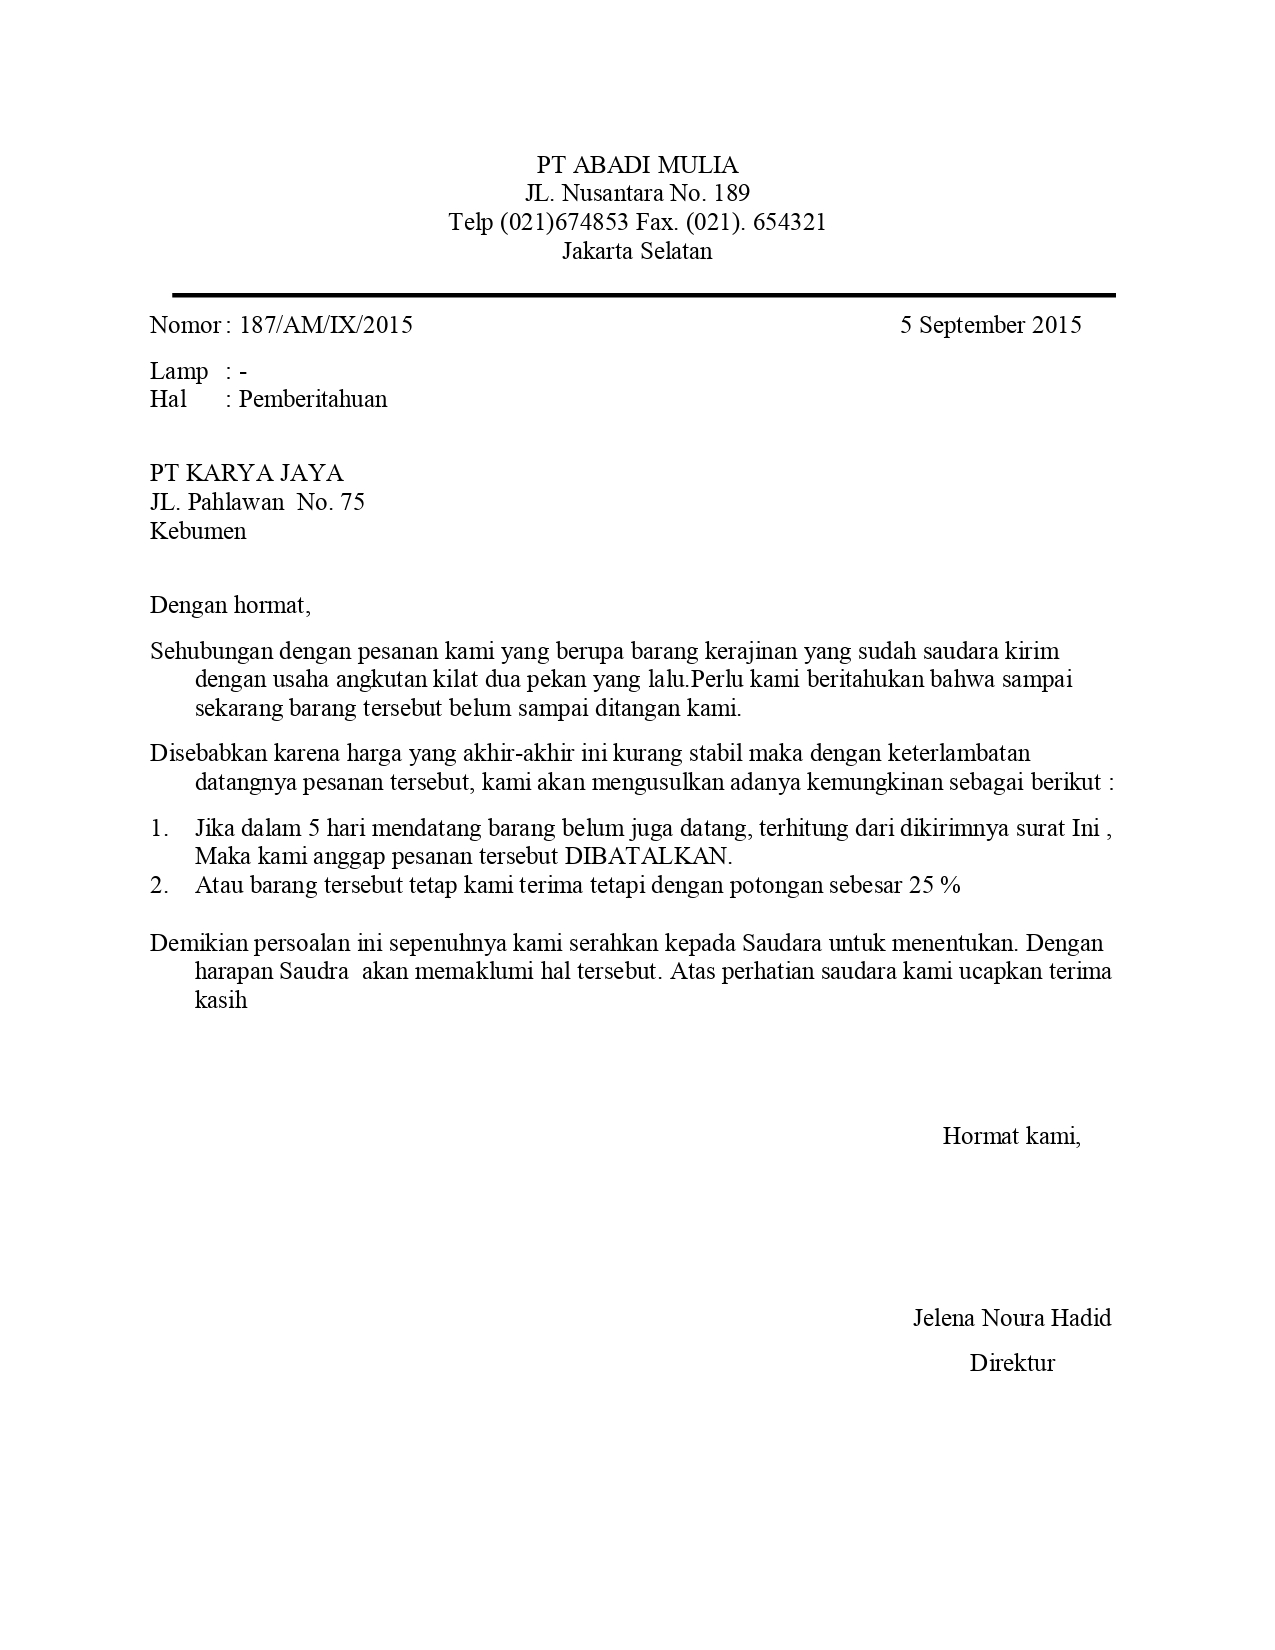 PT ABADI MULIA
JL. Nusantara No. 189
Telp (021)674853 Fax. (021). 654321
Jakarta Selatan
Nomor : 187/AM/IX/2015 5 September 2015
Lamp : -
Hal : Pemberitahuan
PT KARYA JAYA
JL. Pahlawan  No. 75
Kebumen
Dengan hormat,
Sehubungan dengan pesanan kami yang berupa barang kerajinan yang sudah saudara kirim
dengan usaha angkutan kilat dua pekan yang lalu.Perlu kami beritahukan bahwa sampai
sekarang barang tersebut belum sampai ditangan kami.
Disebabkan karena harga yang akhir-akhir ini kurang stabil maka dengan keterlambatan
datangnya pesanan tersebut, kami akan mengusulkan adanya kemungkinan sebagai berikut :
1. Jika dalam 5 hari mendatang barang belum juga datang, terhitung dari dikirimnya surat Ini ,
Maka kami anggap pesanan tersebut DIBATALKAN.
2. Atau barang tersebut tetap kami terima tetapi dengan potongan sebesar 25 %
Demikian persoalan ini sepenuhnya kami serahkan kepada Saudara untuk menentukan. Dengan
harapan Saudra  akan memaklumi hal tersebut. Atas perhatian saudara kami ucapkan terima
kasih
Hormat kami,
Jelena Noura Hadid
Direktur